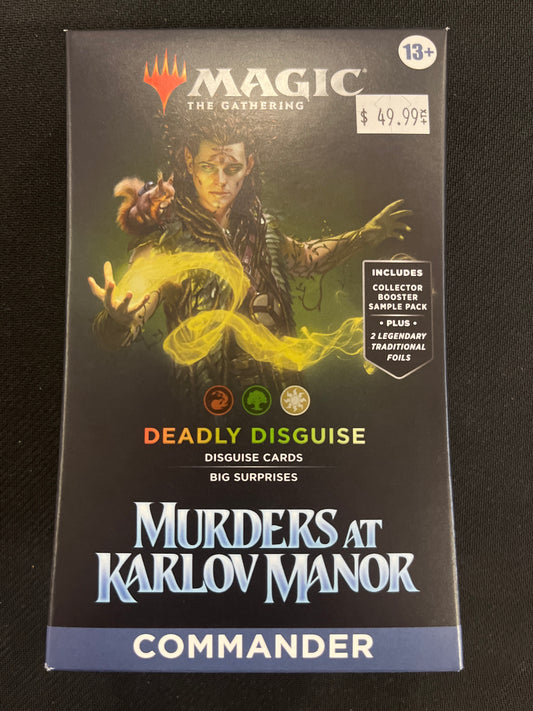 13+
MAGIC
THE GATHERING
$ 49.99 +TX
INCLUDES
COLLECTOR
BOOSTER
SAMPLE PACK
• PLUS •
2 LEGENDARY
TRADITIONAL
FOILS
DEADLY DISGUISE
DISGUISE CARDS
BIG SURPRISES
MURDERS AT
KARLOV MANOR
COMMANDER